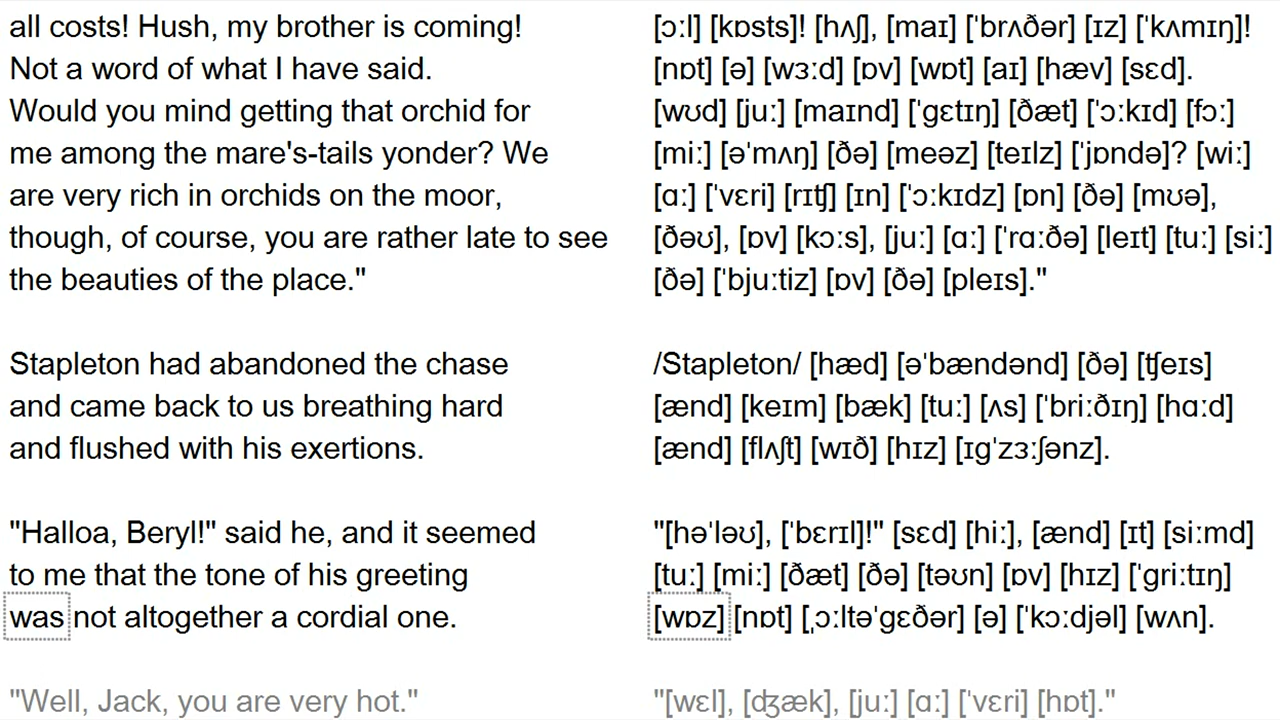 all costs! Hush, my brother is coming!
Not a word of what I have said.
Would you mind getting that orchid for
me among the mare's-tails yonder? We
are very rich in orchids on the moor,
though, of course, you are rather late to see
the beauties of the place."
Stapleton had abandoned the chase
and came back to us breathing hard
and flushed with his exertions.
"Halloa, Beryl!" said he, and it seemed
to me that the tone of his greeting
was not altogether a cordial one.
"Well, Jack, you are very hot."
[ɔːl] [kɒsts]! [hʌʃ], [maɪ] [ˈbrʌðər] [ɪz] [ˈkʌmɪŋ]!
[nɒt] [ə] [wɜːd] [ɒv] [wɒt] [aɪ] [hæv] [sɛd].
[wʊd] [juː] [maɪnd] [ˈgɛtɪŋ] [ðæt] [ˈɔːkɪd] [fɔː]
[miː] [əˈmʌŋ] [ðə] [meəz] [teɪlz] [ˈjɒndə]? [wiː]
[ɑː] [ˈvɛri] [rɪʧ] [ɪn] [ˈɔːkɪdz] [ɒn] [ðə] [mʊə],
[ðəʊ], [ɒv] [kɔːs], [juː] [ɑː] [ˈrɑːðə] [leɪt] [tuː] [siː]
[ðə] [ˈbjuːtiz] [ɒv] [ðə] [pleɪs]."
/Stapleton/ [hæd] [əˈbændənd] [ðə] [ʧeɪs]
[ænd] [keɪm] [bæk] [tuː] [ʌs] [ˈbriːðɪŋ] [hɑːd]
[ænd] [flʌʃt] [wɪð] [hɪz] [ɪgˈzɜːʃənz].
"[həˈləʊ], [ˈbɛrɪl]!" [sɛd] [hiː], [ænd] [ɪt] [siːmd]
[tuː] [miː] [ðæt] [ðə] [təʊn] [ɒv] [hɪz] [ˈgriːtɪŋ]
[wɒz] [nɒt] [ˌɔːltəˈgɛðər] [ə] [ˈkɔːdjəl] [wʌn].
"[wɛl], [ʤæk], [juː] [ɑː] [ˈvɛri] [hɒt]."